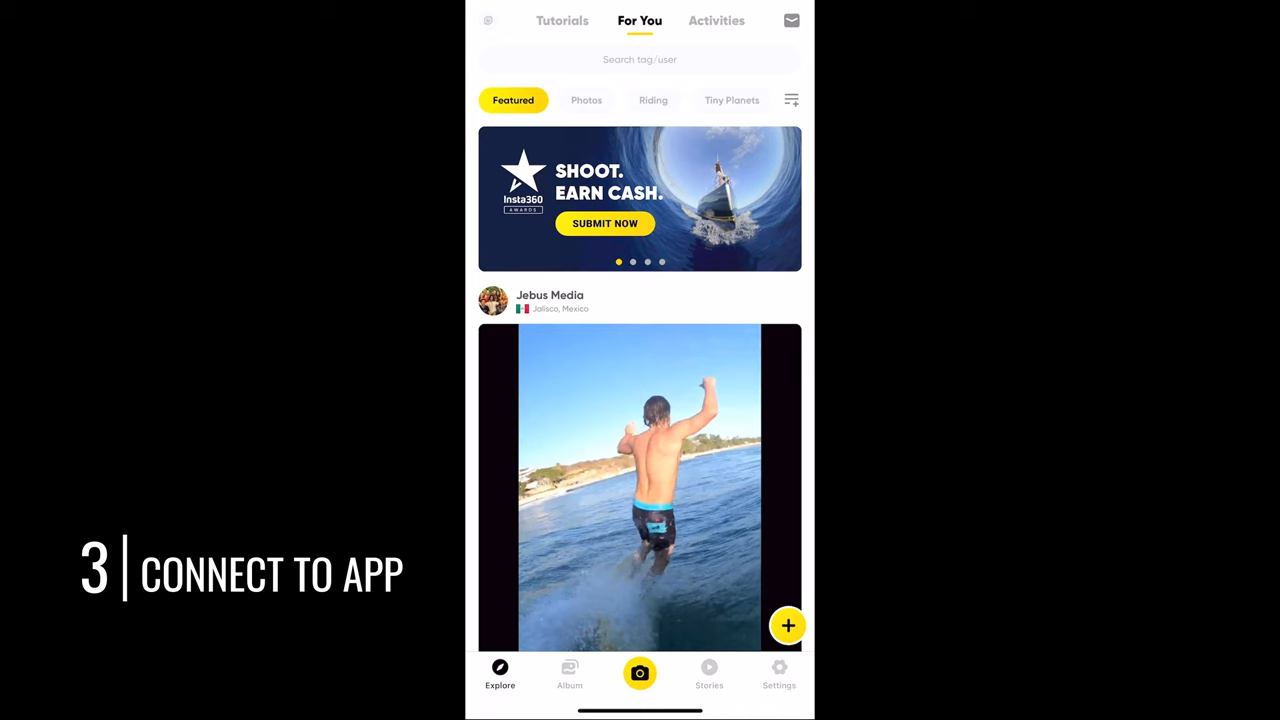 Tutorials
For You
Activities
Search tag/user
Featured
Photos
Riding
Tiny Planets
Insta360
AWARDS
SHOOT.
EARN CASH.
SUBMIT NOW
Jebus Media
Jalisco, Mexico
3 | CONNECT TO APP
Explore
Album
Stories
Settings